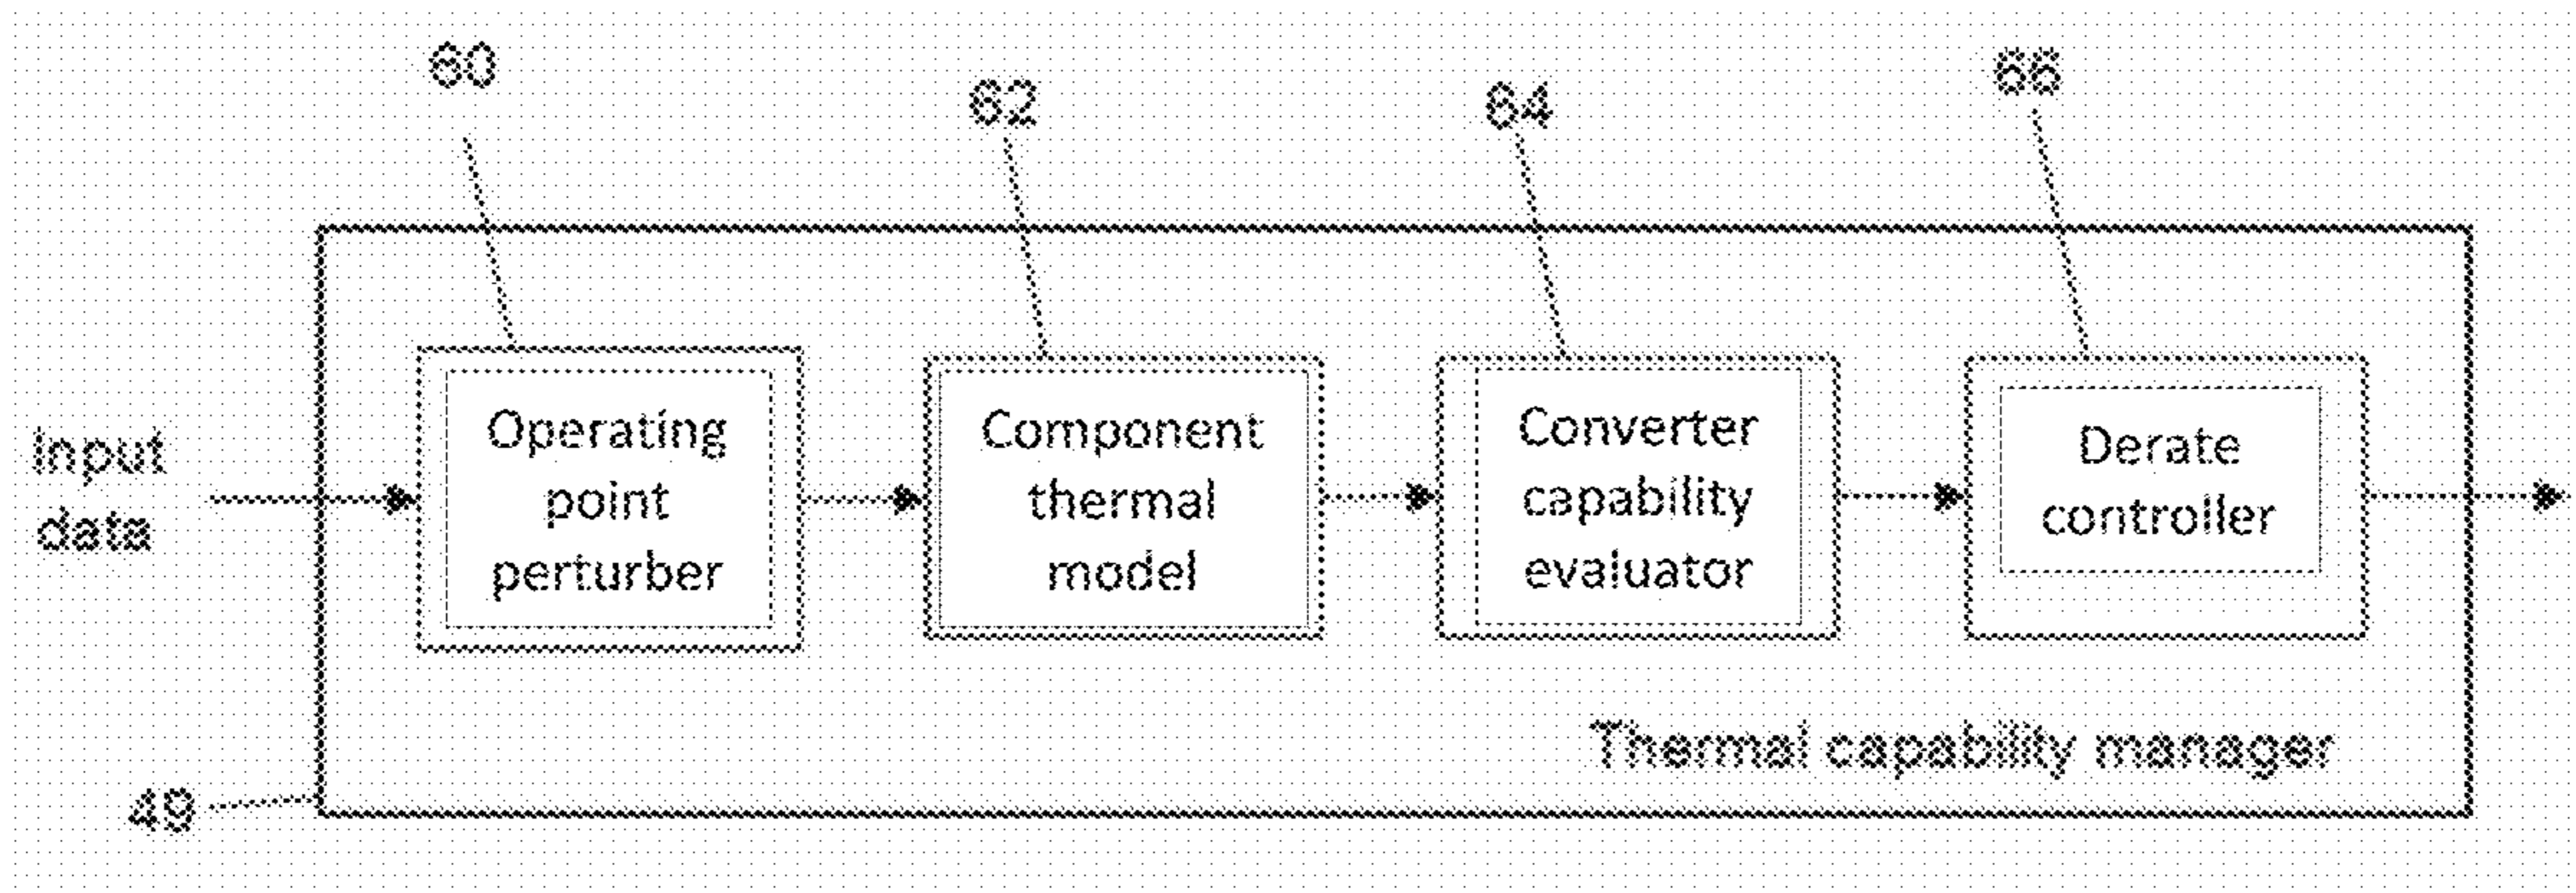 60
62
64
66
Input
data
Operating
point
perturber
Component
thermal
model
Converter
capability
evaluator
Derate
controller
Thermal capability manager
49